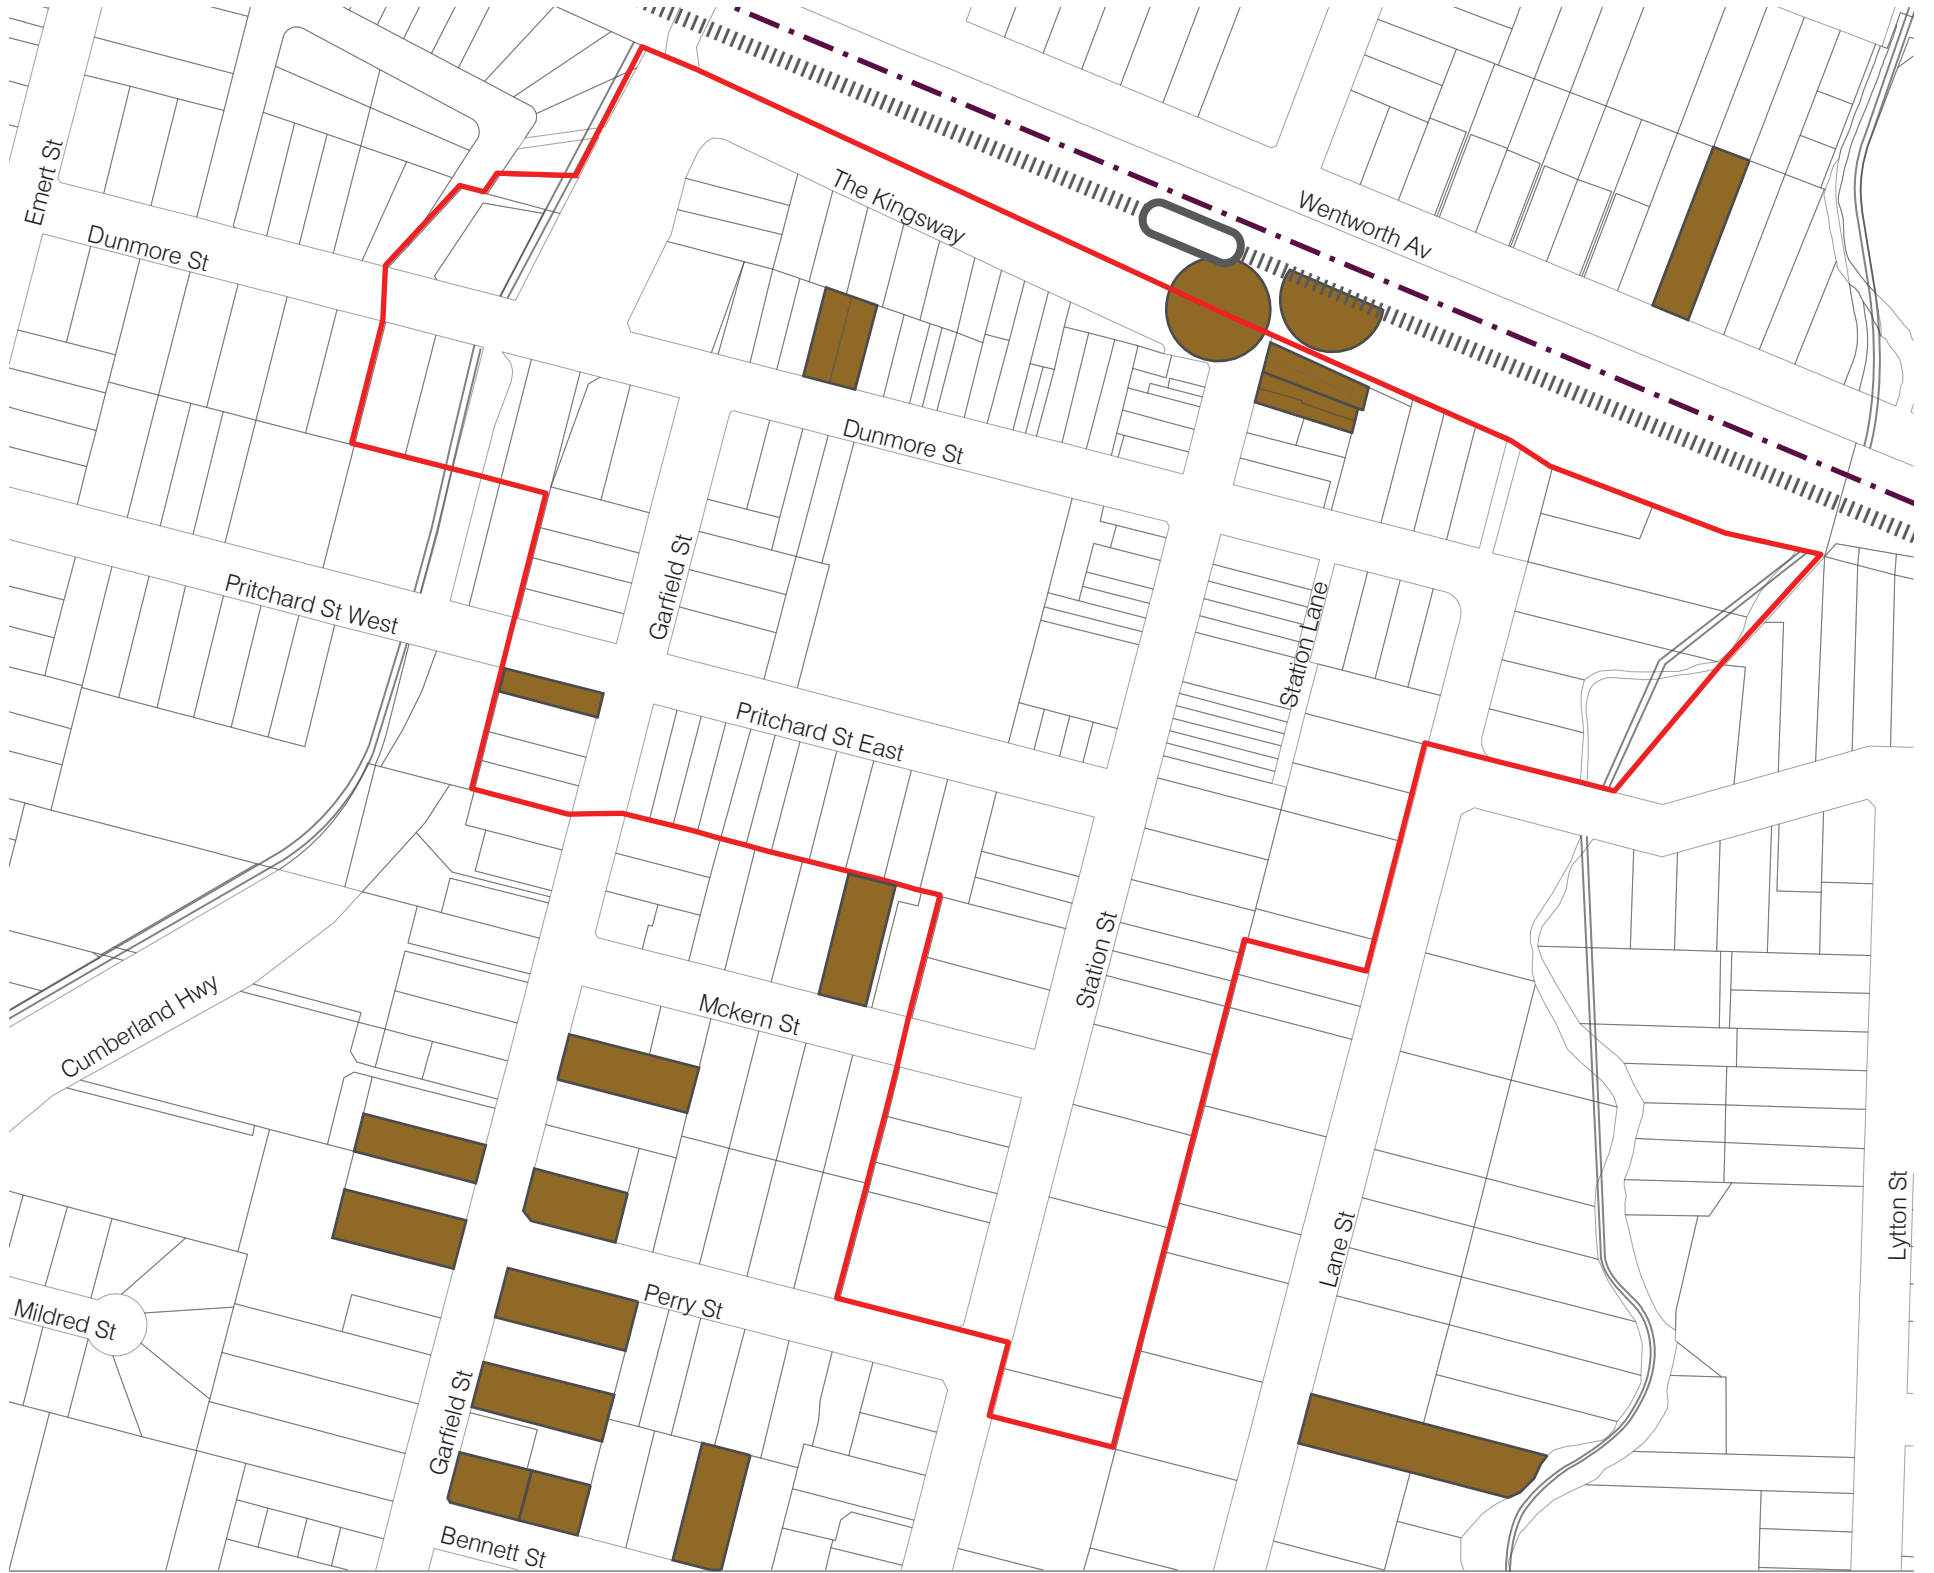 Emert St
Dunmore St
The Kingsway
Wentworth Av
Dunmore St
Garfield St
Pritchard St West
Station Lane
Pritchard St East
Station St
Cumberland Hwy
Mckern St
Lane St
Lytton St
Mildred St
Perry St
Garfield St
Bennett St